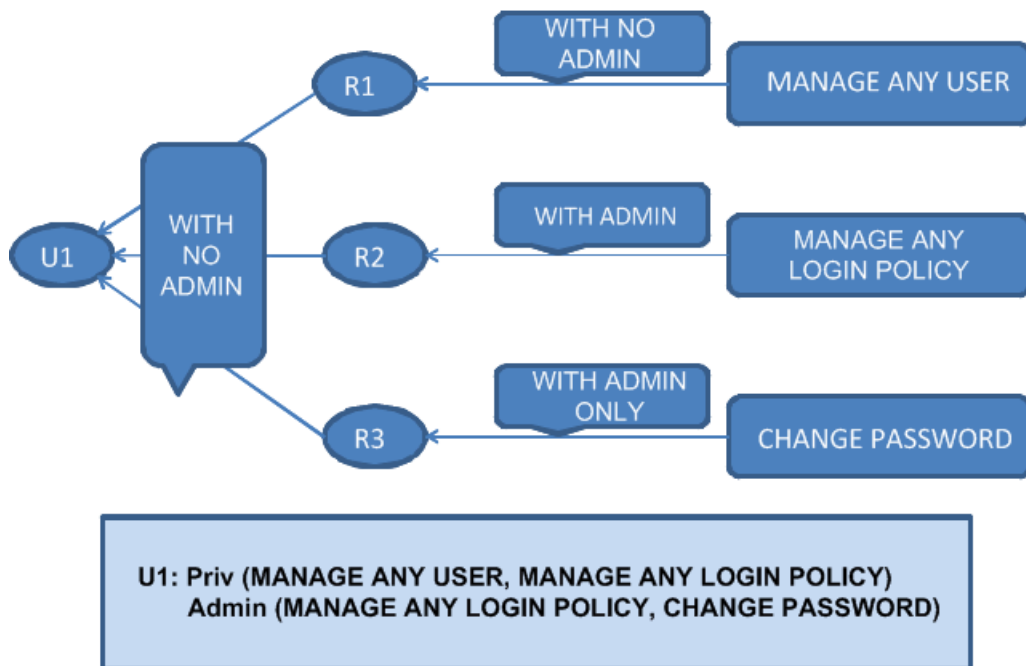 WITH NO
ADMIN
R1
MANAGE ANY USER
WITH
NO
ADMIN
U1
WITH ADMIN
R2
MANAGE ANY
LOGIN POLICY
WITH ADMIN
ONLY
R3
CHANGE PASSWORD
U1: Priv (MANAGE ANY USER, MANAGE ANY LOGIN POLICY)
Admin (MANAGE ANY LOGIN POLICY, CHANGE PASSWORD)